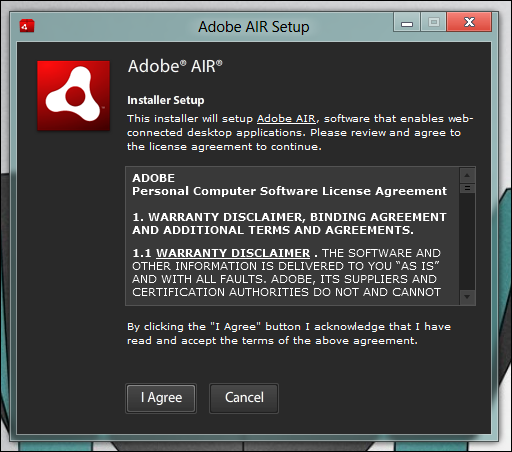 Adobe AIR Setup
x
Adobe® AIR®
Installer Setup
This installer will setup Adobe AIR, software that enables web-
connected desktop applications. Please review and agree to
the license agreement to continue.
ADOBE
Personal Computer Software License Agreement
1. WARRANTY DISCLAIMER, BINDING AGREEMENT
AND ADDITIONAL TERMS AND AGREEMENTS.
1.1 WARRANTY DISCLAIMER . THE SOFTWARE AND
OTHER INFORMATION IS DELIVERED TO YOU “AS IS”
AND WITH ALL FAULTS. ADOBE, ITS SUPPLIERS AND
CERTIFICATION AUTHORITIES DO NOT AND CANNOT
By clicking the "I Agree" button I acknowledge that I have
read and accept the terms of the above agreement.
I Agree Cancel